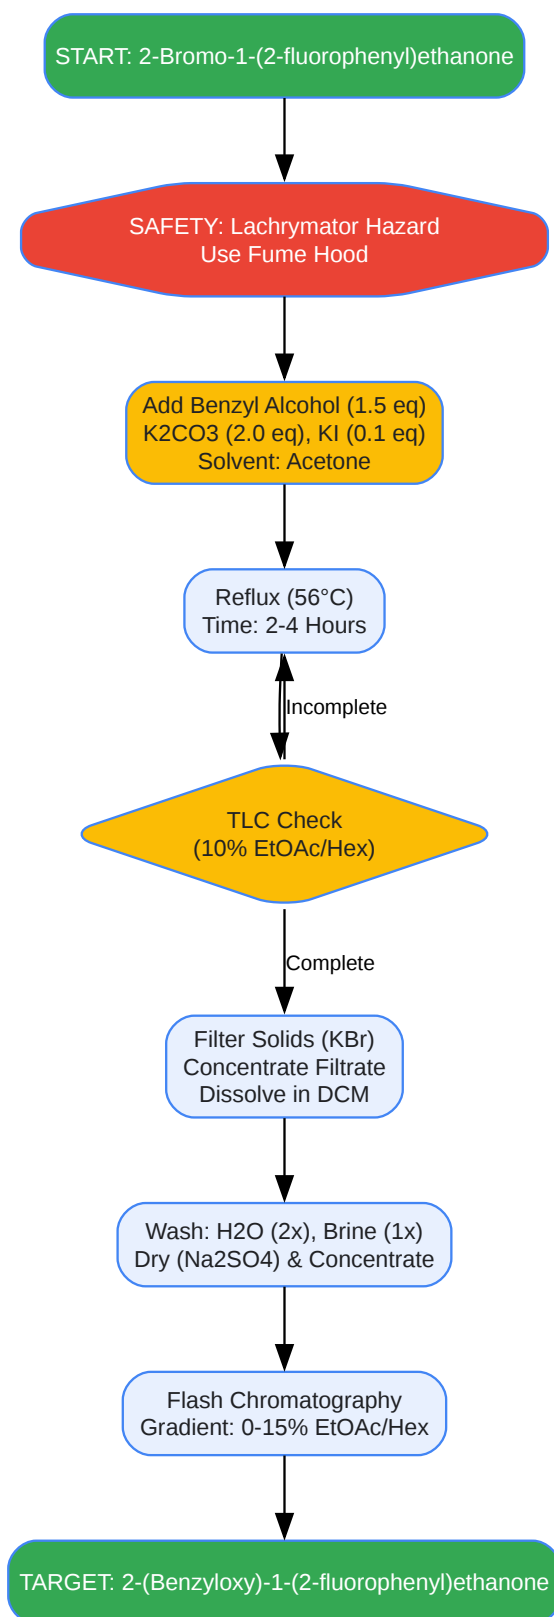 START: 2-Bromo-1-(2-fluorophenyl)ethanone
SAFETY: Lachrymator Hazard
Use Fume Hood
Add Benzyl Alcohol (1.5 eq)
K2CO3 (2.0 eq), KI (0.1 eq)
Solvent: Acetone
Reflux (56°C)
Time: 2-4 Hours
Incomplete
TLC Check
(10% EtOAc/Hex)
Complete
Filter Solids (KBr)
Concentrate Filtrate
Dissolve in DCM
Wash: H2O (2x), Brine (1x)
Dry (Na2SO4) & Concentrate
Flash Chromatography
Gradient: 0-15% EtOAc/Hex
TARGET: 2-(Benzyloxy)-1-(2-fluorophenyl)ethanone